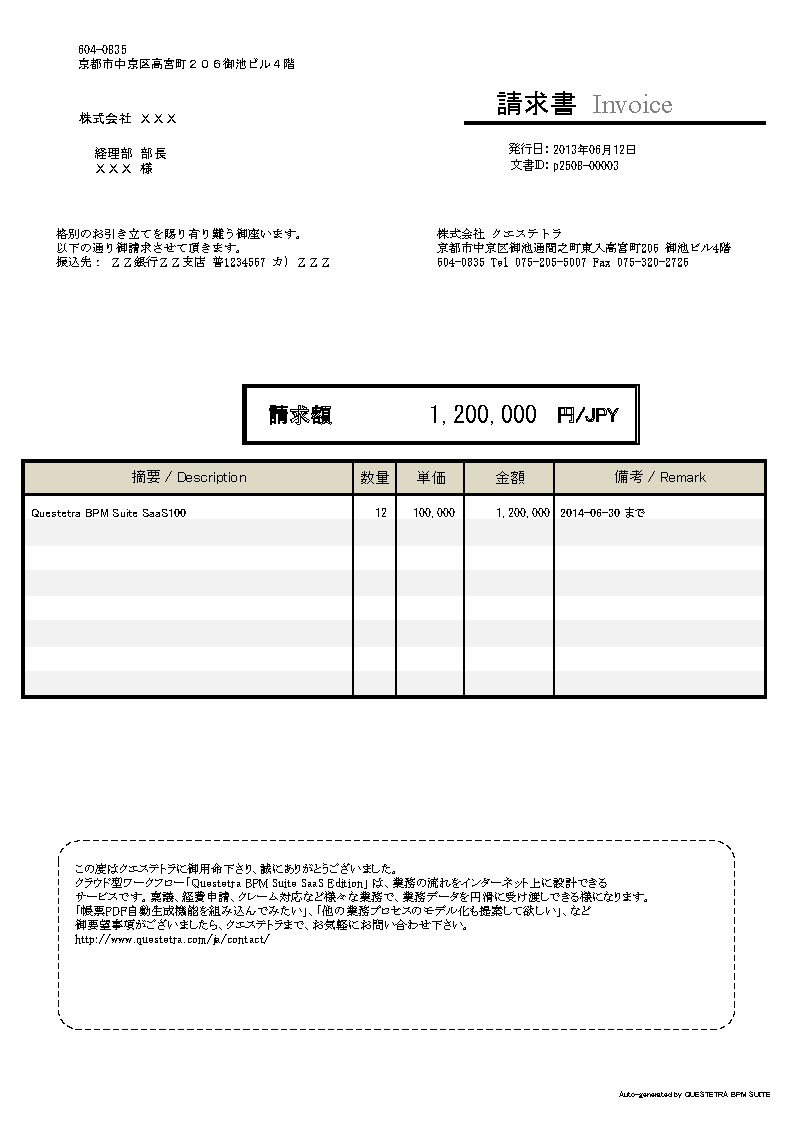 604-0835
京都市中京区高宮町２０６御池ビル４階
請求書 Invoice
株式会社 ＸＸＸ
経理部 部長
ＸＸＸ 様
発行日: 2013年06月12日
文書ID: p2508-00003
格別のお引き立てを賜り有り難う御座います。
以下の通り御請求させて頂きます。
振込先： ＺＺ銀行ＺＺ支店 普1234567 カ）ＺＺＺ
株式会社 クエステトラ
京都市中京区御池通間之町東入高宮町206 御池ビル4階
604-0835 Tel 075-205-5007 Fax 075-320-2726
請求額 1,200,000 円/JPY
摘要 / Description 数量 単価 金額 備考 / Remark
Questetra BPM Suite SaaS100 12 100,000 1,200,000 2014-06-30 まで
この度はクエステトラに御用命下さり、誠にありがとうございました。
クラウド型ワークフロー「Questetra BPM Suite SaaS Edition」は、業務の流れをインターネット上に設計できる
サービスです。稟議、経費申請、クレーム対応など様々な業務で、業務データを円滑に受け渡しできる様になります。
「帳票PDF自動生成機能を組み込んでみたい」、「他の業務プロセスのモデル化も提案して欲しい」、など
御要望事項がございましたら、クエステトラまで、お気軽にお問い合わせ下さい。
http://www.questetra.com/ja/contact/
Auto-generated by QUESTETRA BPM SUITE